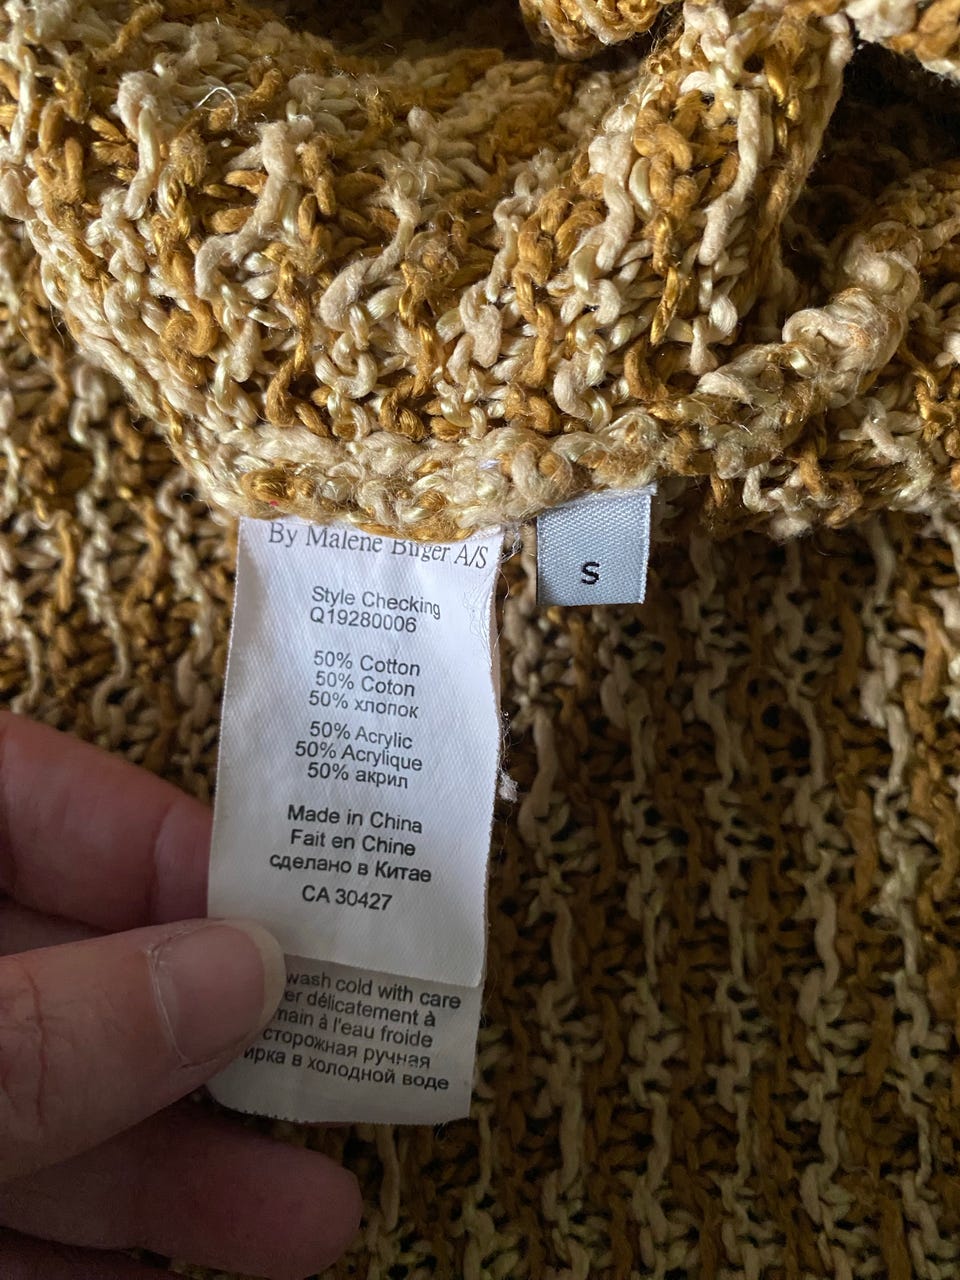 By Malene Birger A/S
S
Style Checking
Q19280006
50% Cotton
50% Coton
50% хлопок
50% Acrylic
50% Acrylique
50% акрил
Made in China
Fait en Chine
сделано в Китае
CA 30427
wash cold with care
er délicatement à
main à l'eau froide
сторожная ручная
ирка в холодной воде